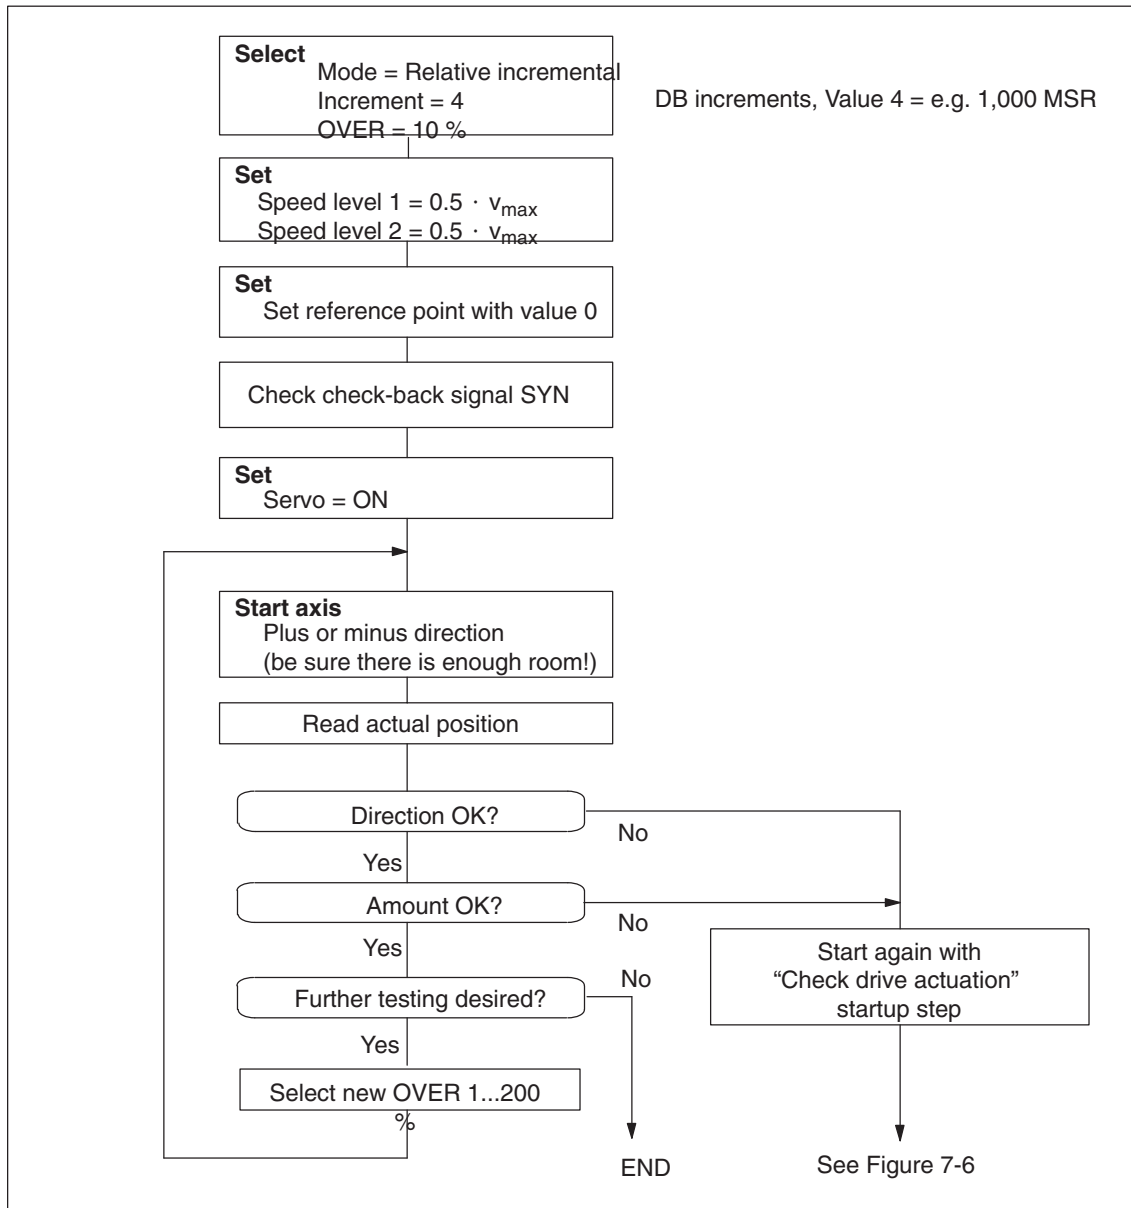 Select
Mode = Relative incremental
Increment = 4
OVER = 10 %
DB increments, Value 4 = e.g. 1,000 MSR
Set
Speed level 1 = 0.5 · vmax
Speed level 2 = 0.5 · vmax
Set
Set reference point with value 0
Check check-back signal SYN
Set
Servo = ON
Start axis
Plus or minus direction
(be sure there is enough room!)
Read actual position
Direction OK?
No
Yes
Amount OK?
No
Yes
Start again with
“Check drive actuation”
startup step
Further testing desired?
No
Yes
Select new OVER 1...200
%
END
See Figure 7-6